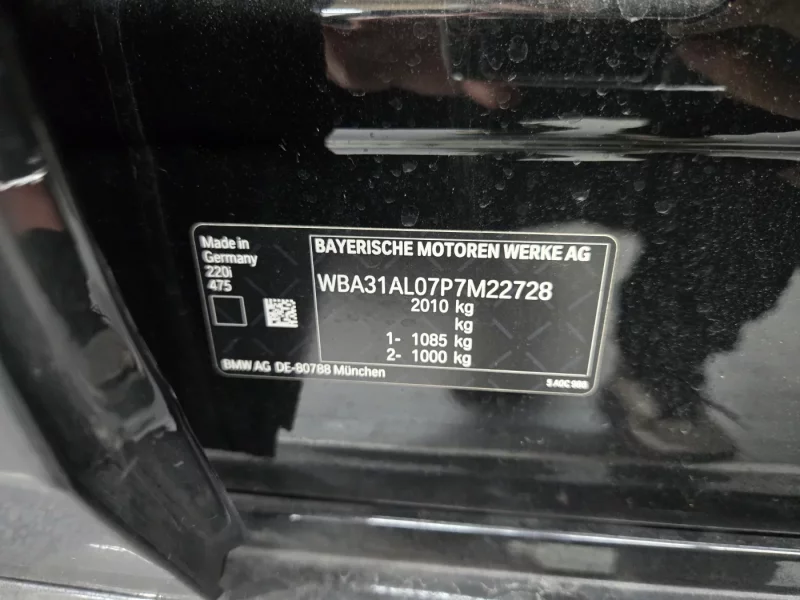 Made in
Germany
220i
475
BAYERISCHE MOTOREN WERKE AG
WBA31AL07P7M22728
2010 kg
kg
1- 1085 kg
2- 1000 kg
BMW AG DE-80788 München